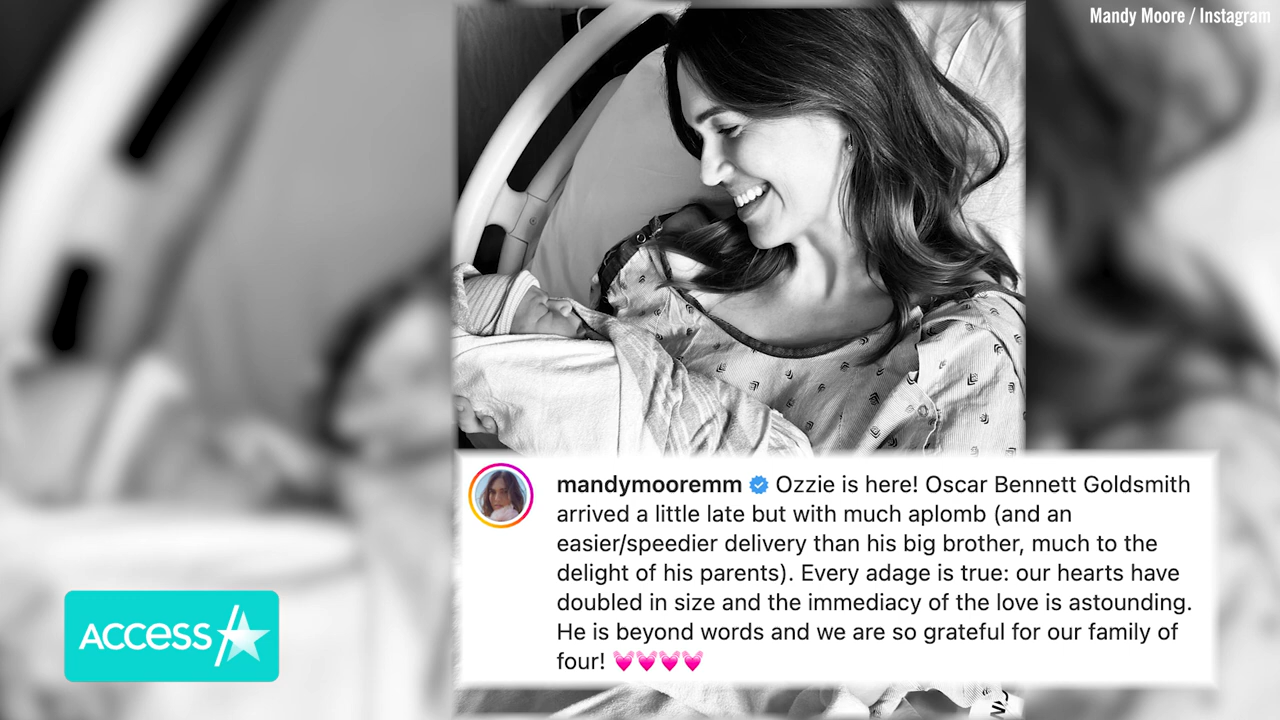 Mandy Moore / Instagram
mandymooremm Ozzie is here! Oscar Bennett Goldsmith
arrived a little late but with much aplomb (and an
easier/speedier delivery than his big brother, much to the
delight of his parents). Every adage is true: our hearts have
doubled in size and the immediacy of the love is astounding.
He is beyond words and we are so grateful for our family of
four! 💓💓💓💓
ACCESS